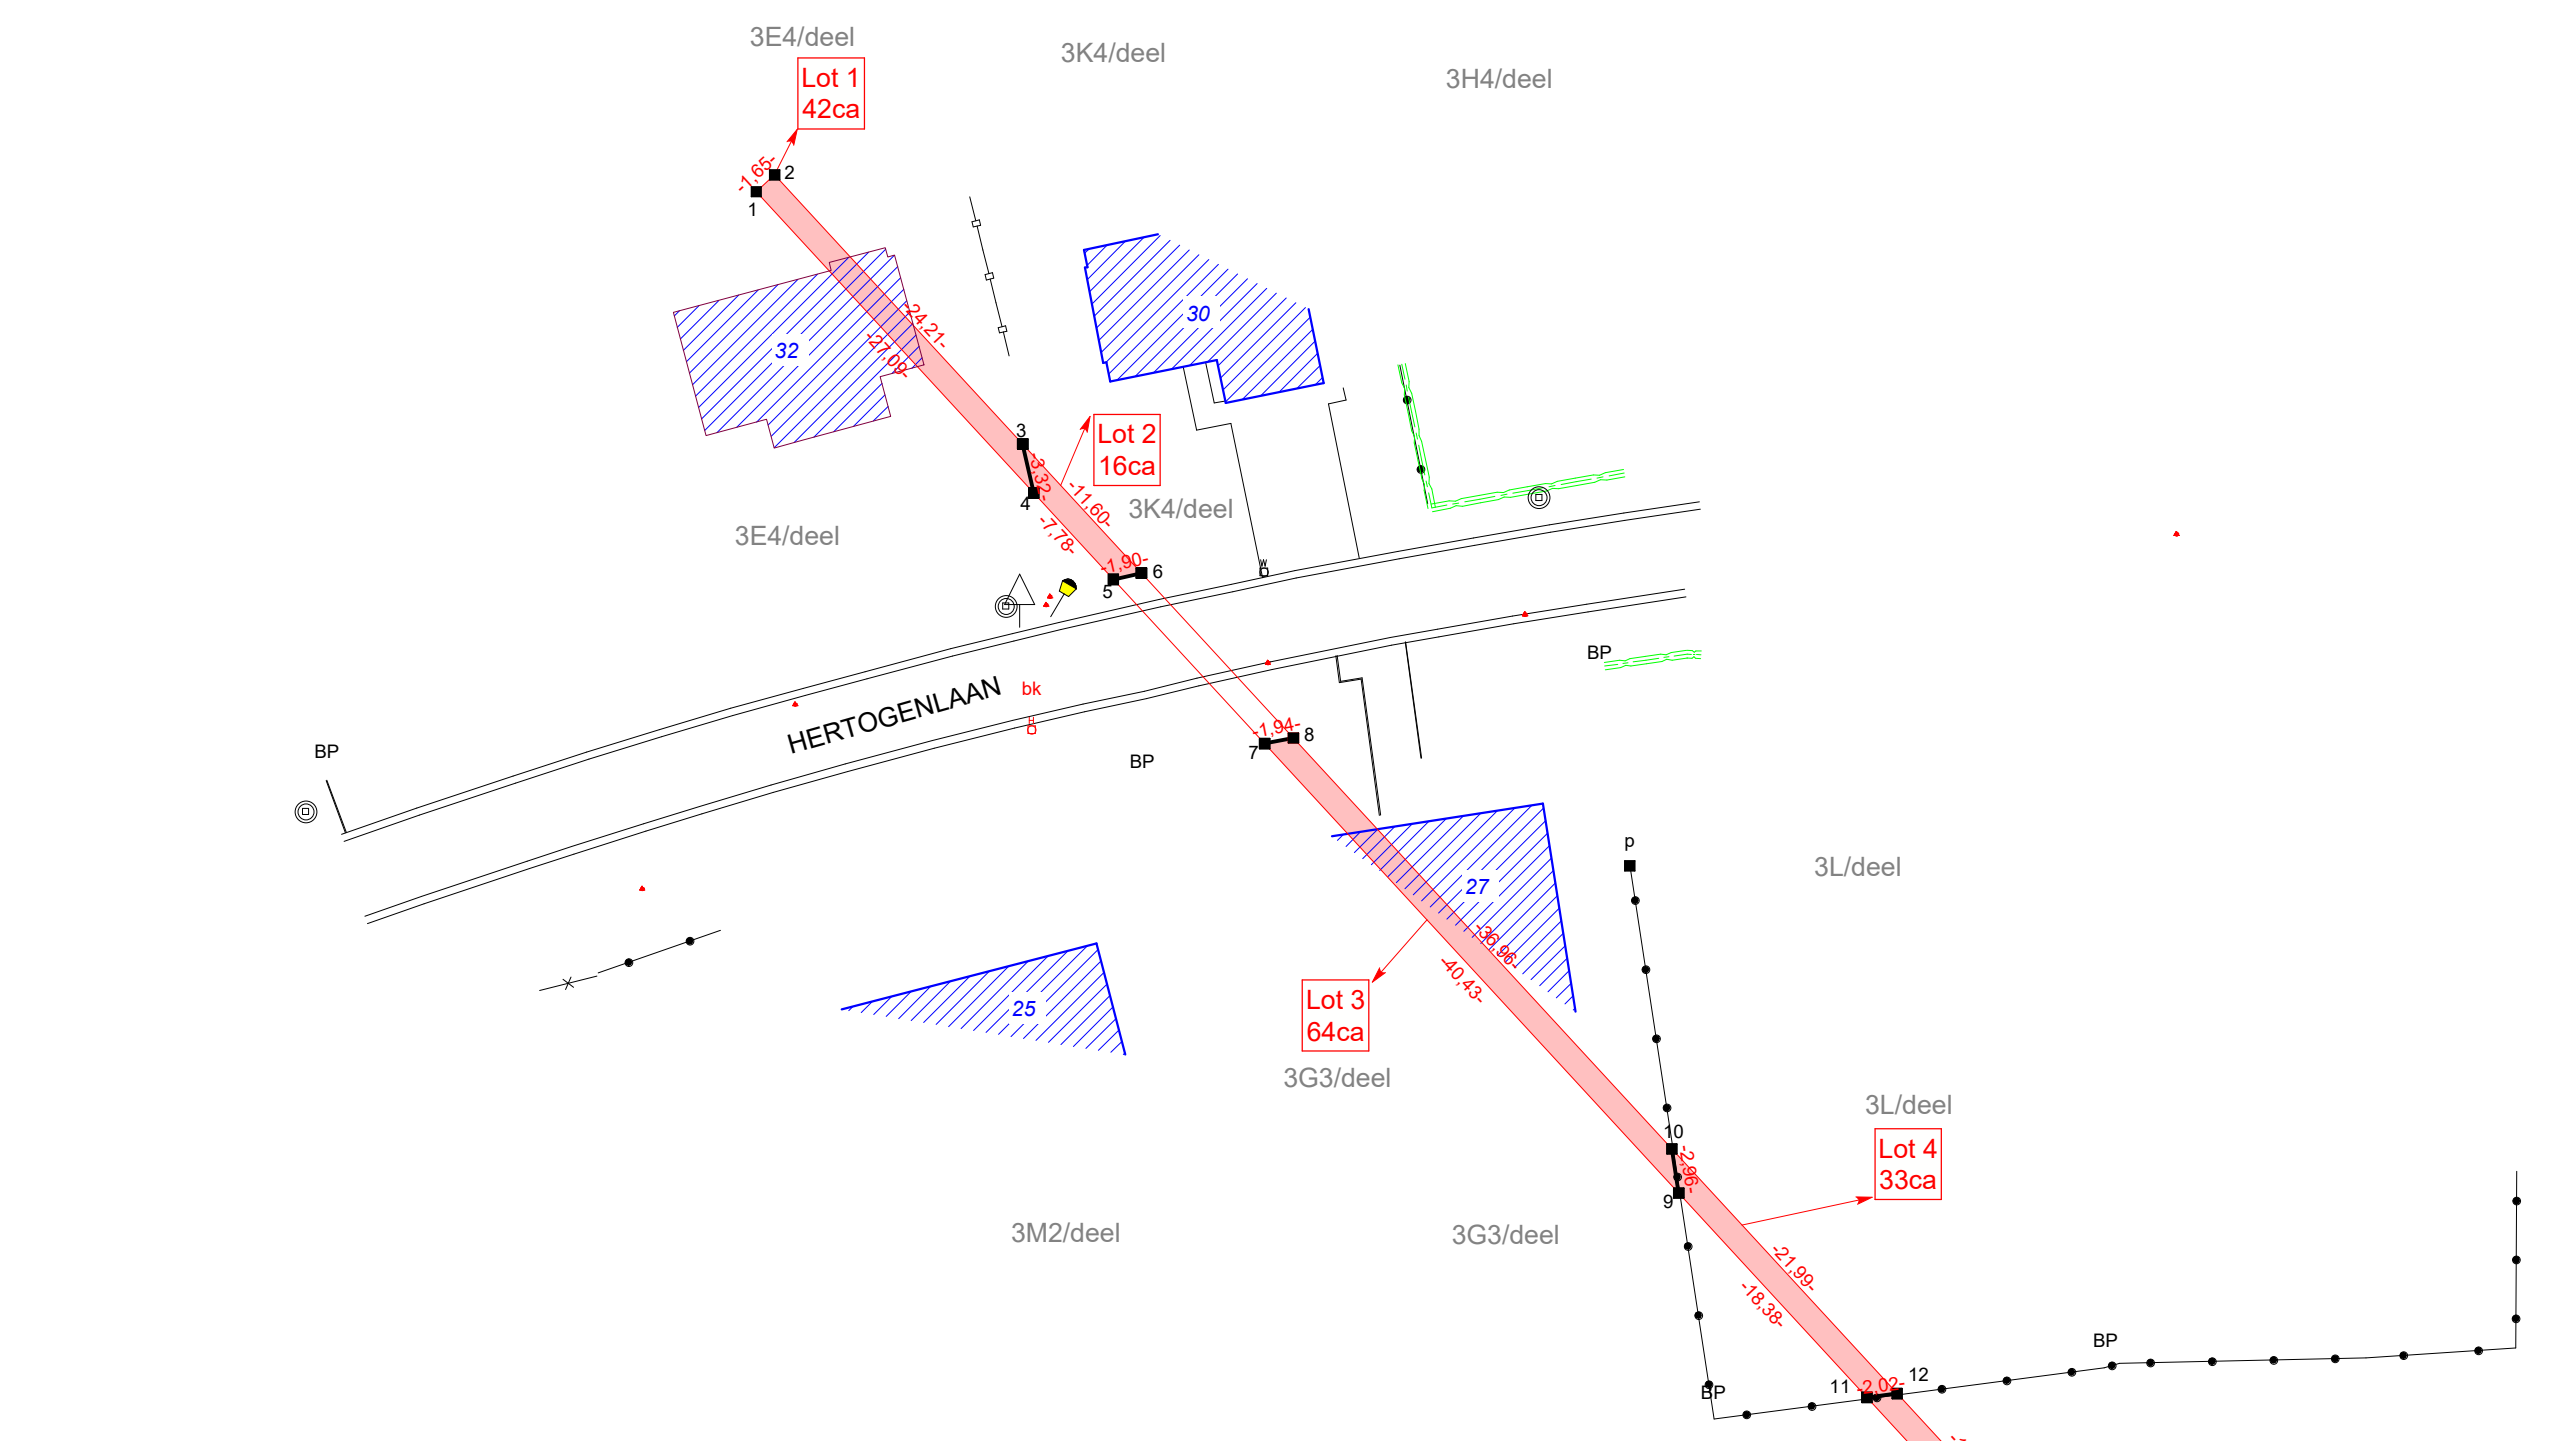 3E4/deel
3K4/deel
3H4/deel
Lot 1
42ca
-1,65-
2
1
30
32
-24,21-
-27,09-
3
-3,32-
Lot 2
16ca
4
-11,60-
3K4/deel
-7,78-
3E4/deel
-1,90-
6
5
W
BP
HERTOGENLAAN
bk
H
-1,94-
8
7
BP
BP
p
27
3L/deel
-36,96-
-40,43-
25
Lot 3
64ca
3G3/deel
3L/deel
10
-2,96-
Lot 4
33ca
9
3M2/deel
3G3/deel
-21,99-
-18,38-
BP
12
11
-2,02-
BP